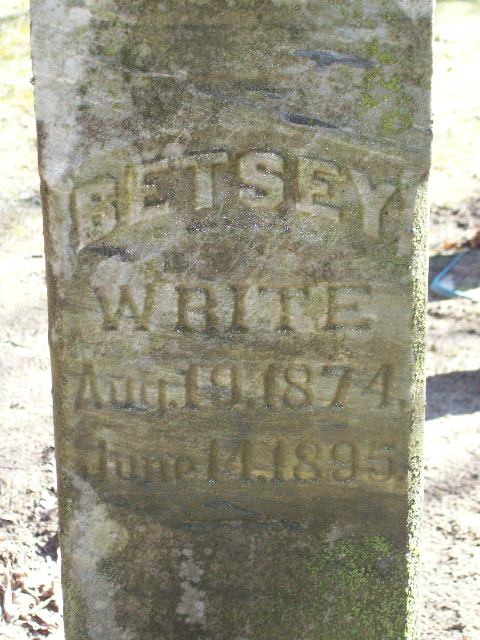 BETSEY
WRITE
Aug. 19, 1874.
June 14, 1895.